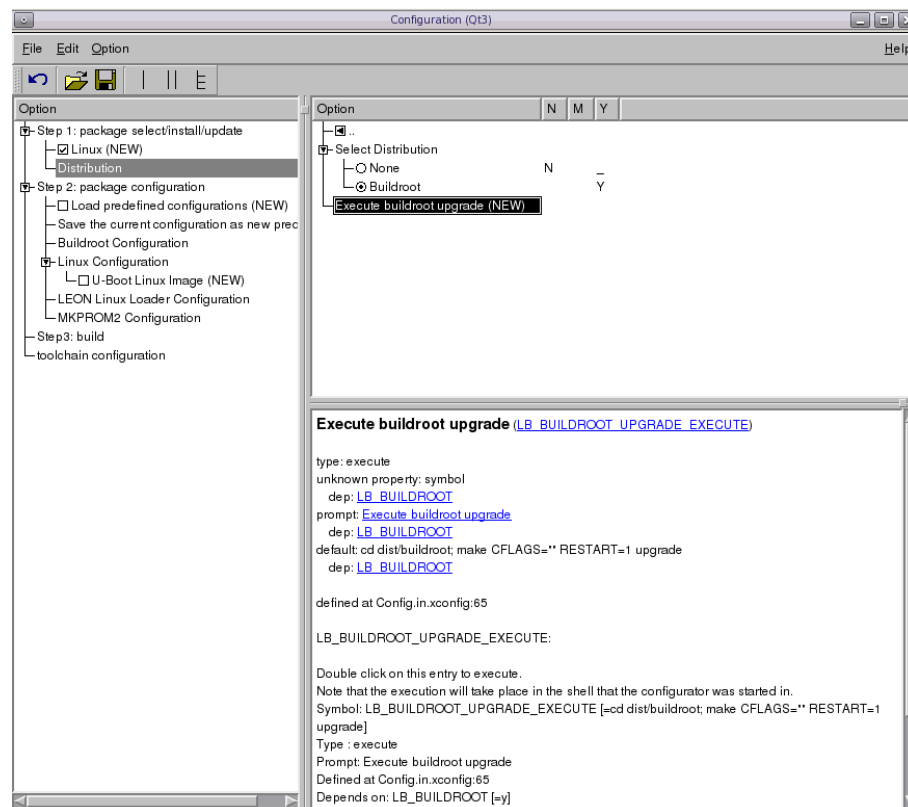 Configuration (Qt3)
File Edit Option Help
Option
Step 1: package select/install/update
Linux (NEW)
Distribution
Step 2: package configuration
Load predefined configurations (NEW)
Save the current configuration as new prec
Buildroot Configuration
Linux Configuration
U-Boot Linux Image (NEW)
LEON Linux Loader Configuration
MKPROM2 Configuration
Step3: build
toolchain configuration
Option N M Y
..
Select Distribution
None N _
Buildroot Y
Execute buildroot upgrade (NEW)
Execute buildroot upgrade (LB_BUILDROOT_UPGRADE_EXECUTE)
type: execute
unknown property: symbol
dep: LB_BUILDROOT
prompt: Execute buildroot upgrade
dep: LB_BUILDROOT
default: cd dist/buildroot; make CFLAGS="" RESTART=1 upgrade
dep: LB_BUILDROOT
defined at Config.in.xconfig:65
LB_BUILDROOT_UPGRADE_EXECUTE:
Double click on this entry to execute.
Note that the execution will take place in the shell that the configurator was started in.
Symbol: LB_BUILDROOT_UPGRADE_EXECUTE [=cd dist/buildroot; make CFLAGS="" RESTART=1
upgrade]
Type : execute
Prompt: Execute buildroot upgrade
Defined at Config.in.xconfig:65
Depends on: LB_BUILDROOT [=y]